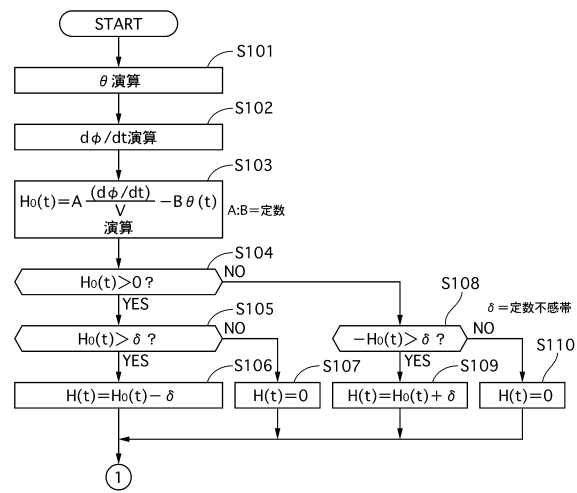 START
S101
θ演算
S102
dφ/dt演算
S103
H₀(t)=A (dφ/dt)/V −Bθ(t)
演算
A:B=定数
S104
H₀(t)>0?
NO
YES
S105
H₀(t)>δ?
NO
YES
S108
δ=定数不感帯
−H₀(t)>δ?
NO
YES
S106
H(t)=H₀(t)−δ
S107
H(t)=0
S109
H(t)=H₀(t)+δ
S110
H(t)=0
1